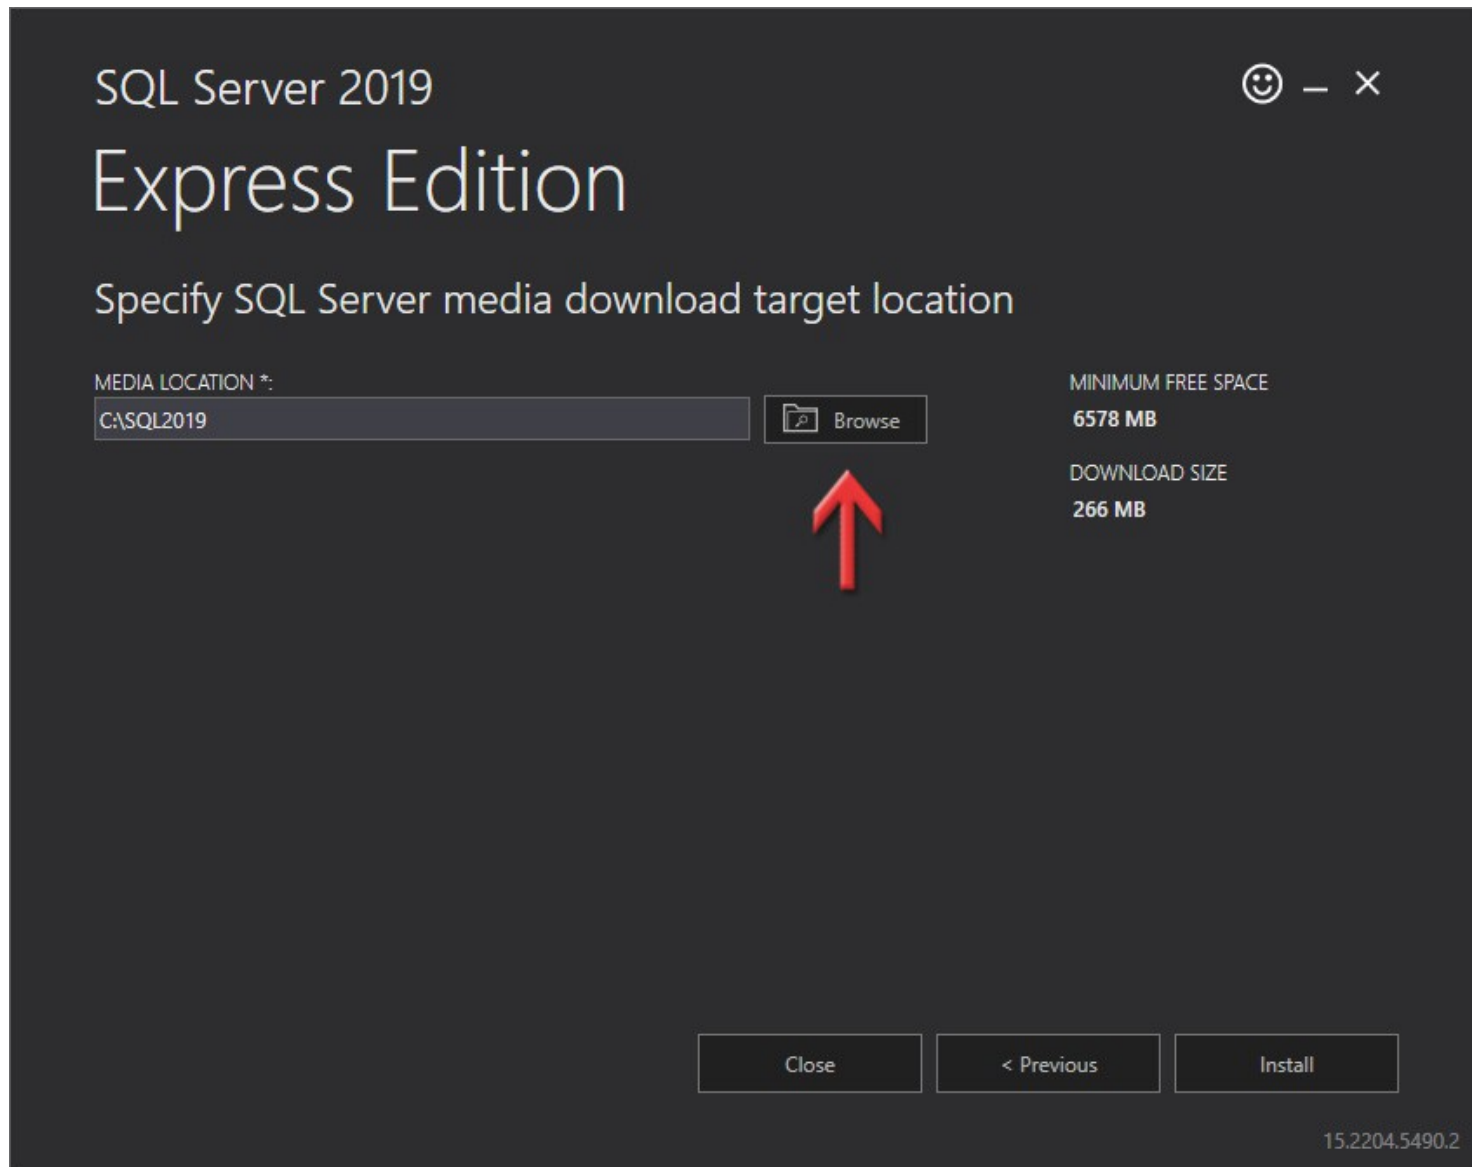 SQL Server 2019
Express Edition
Specify SQL Server media download target location
MEDIA LOCATION *:
C:\SQL2019
Browse
MINIMUM FREE SPACE
6578 MB
DOWNLOAD SIZE
266 MB
Close
< Previous
Install
15.2204.5490.2